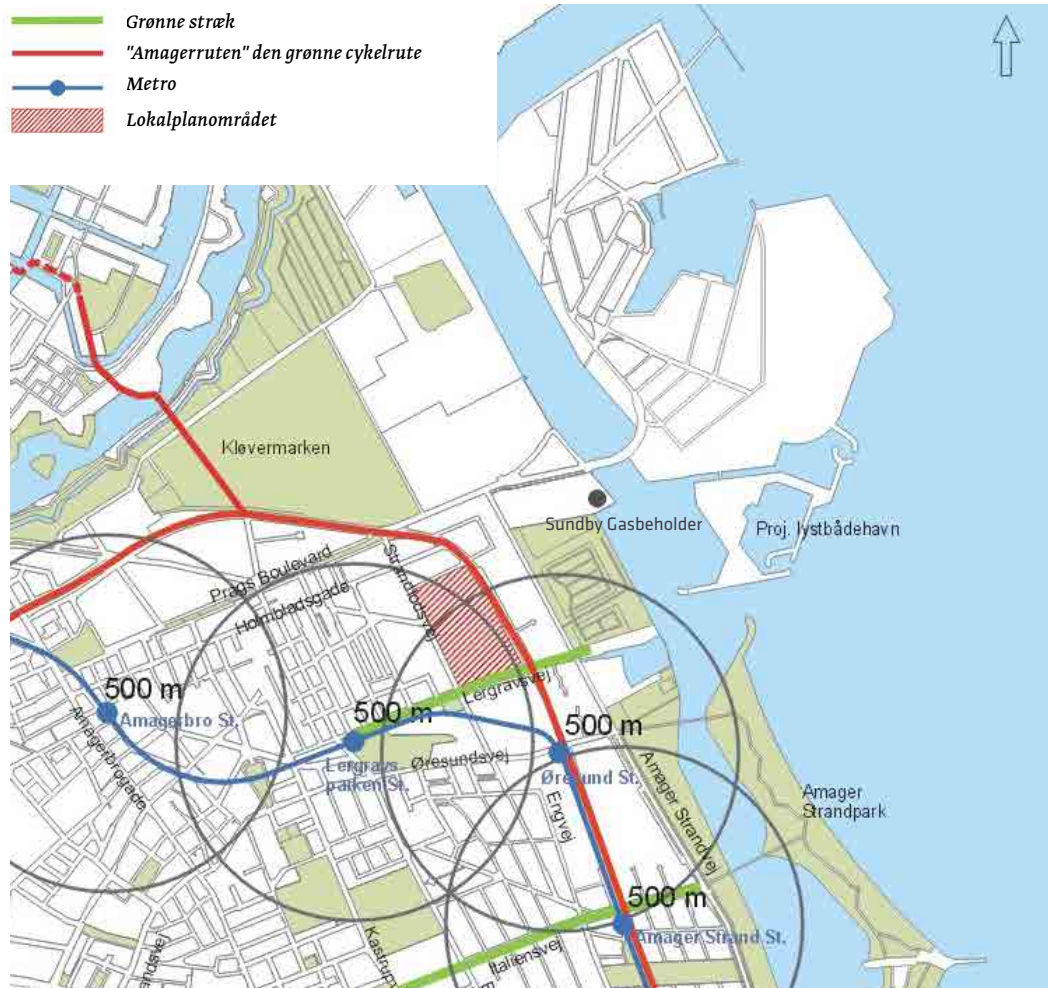 Grønne stræk
"Amagerruten" den grønne cykelrute
Metro
Lokalplanområdet
Kløvermarken
Sundby Gasbeholder
Proj. lystbådehavn
Prags Boulevard
Holmbladsgade
Strandlodsvej
Lergravsvej
500 m
Amagerbro St.
500 m
Lergravs-
parken St.
Øresundsvej
500 m
Øresund St.
Amagerbrogade
Engvej
Amager Strandvej
Amager
Strandpark
500 m
Amager Strand St.
Italiensvej